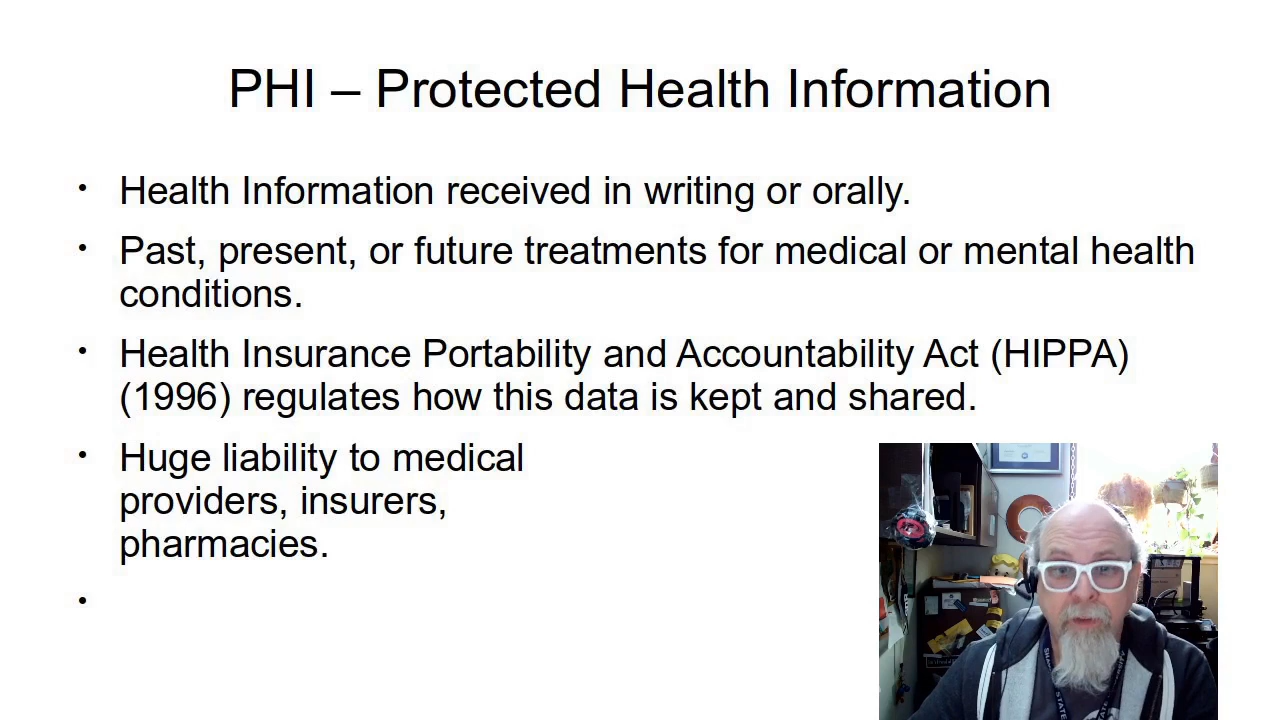 PHI – Protected Health Information
• Health Information received in writing or orally.
• Past, present, or future treatments for medical or mental health
conditions.
• Health Insurance Portability and Accountability Act (HIPPA)
(1996) regulates how this data is kept and shared.
• Huge liability to medical
providers, insurers,
pharmacies.
•